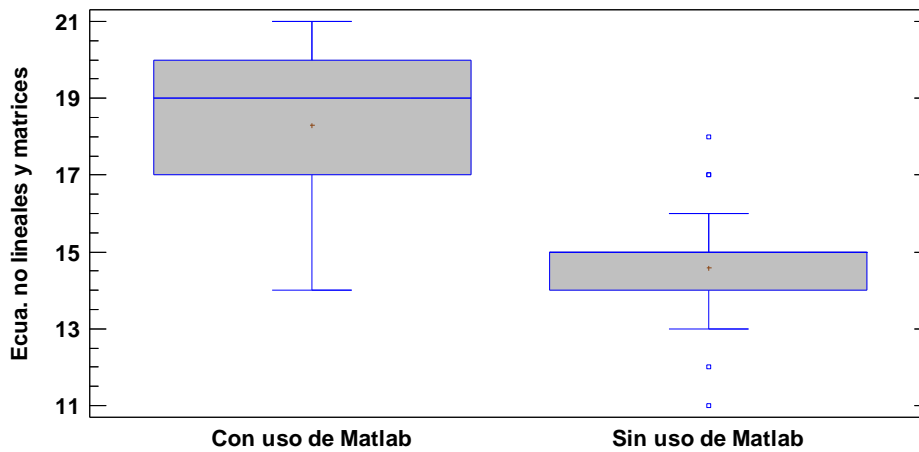 Ecua. no lineales y matrices
21
19
17
15
13
11
Con uso de Matlab
Sin uso de Matlab